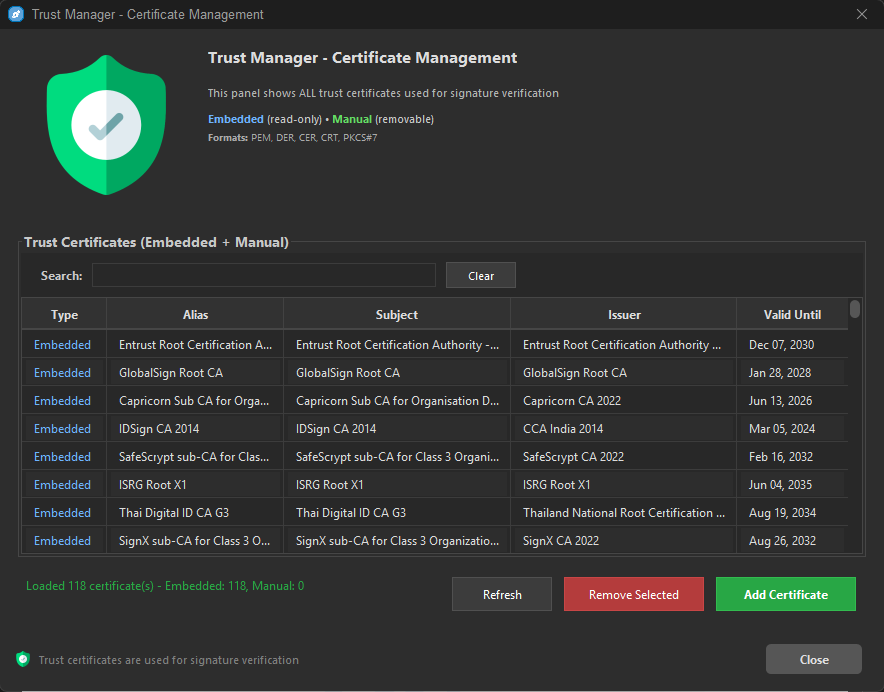 Trust Manager - Certificate Management
Trust Manager - Certificate Management
This panel shows ALL trust certificates used for signature verification
Embedded (read-only) • Manual (removable)
Formats: PEM, DER, CER, CRT, PKCS#7
Trust Certificates (Embedded + Manual)
Search: Clear
Type Alias Subject Issuer Valid Until
Embedded Entrust Root Certification A... Entrust Root Certification Authority -... Entrust Root Certification Authority ... Dec 07, 2030
Embedded GlobalSign Root CA GlobalSign Root CA GlobalSign Root CA Jan 28, 2028
Embedded Capricorn Sub CA for Orga... Capricorn Sub CA for Organisation D... Capricorn CA 2022 Jun 13, 2026
Embedded IDSign CA 2014 IDSign CA 2014 CCA India 2014 Mar 05, 2024
Embedded SafeScrypt sub-CA for Clas... SafeScrypt sub-CA for Class 3 Organi... SafeScrypt CA 2022 Feb 16, 2032
Embedded ISRG Root X1 ISRG Root X1 ISRG Root X1 Jun 04, 2035
Embedded Thai Digital ID CA G3 Thai Digital ID CA G3 Thailand National Root Certification ... Aug 19, 2034
Embedded SignX sub-CA for Class 3 O... SignX sub-CA for Class 3 Organizatio... SignX CA 2022 Aug 26, 2032
Loaded 118 certificate(s) - Embedded: 118, Manual: 0
Refresh Remove Selected Add Certificate
Trust certificates are used for signature verification
Close